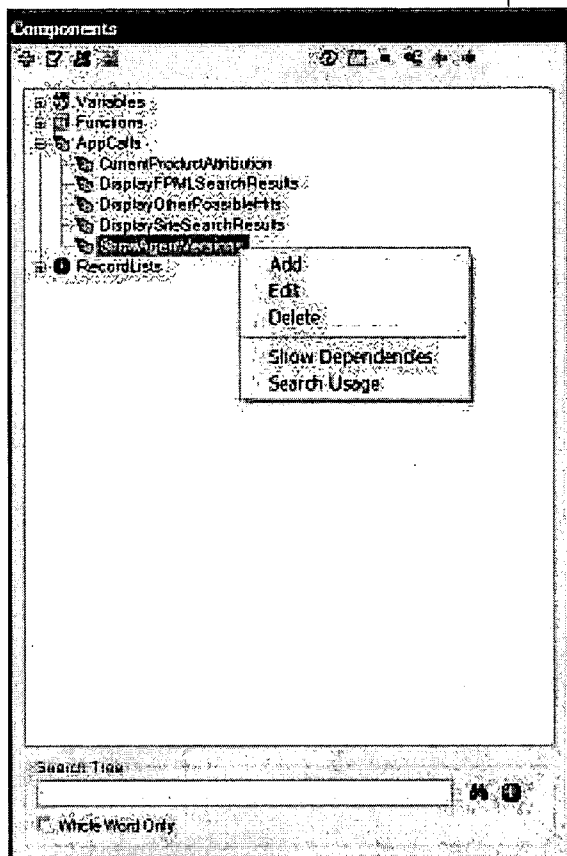 Components
Variables
Functions
AppCalls
CurrentProductAttribution
DisplayFPMLSearchResults
DisplayOtherPossibleHits
DisplaySiteSearchResults
RecordLists
Add
Edit
Delete
Show Dependencies
Search Usage
Search Tree
Whole Word Only